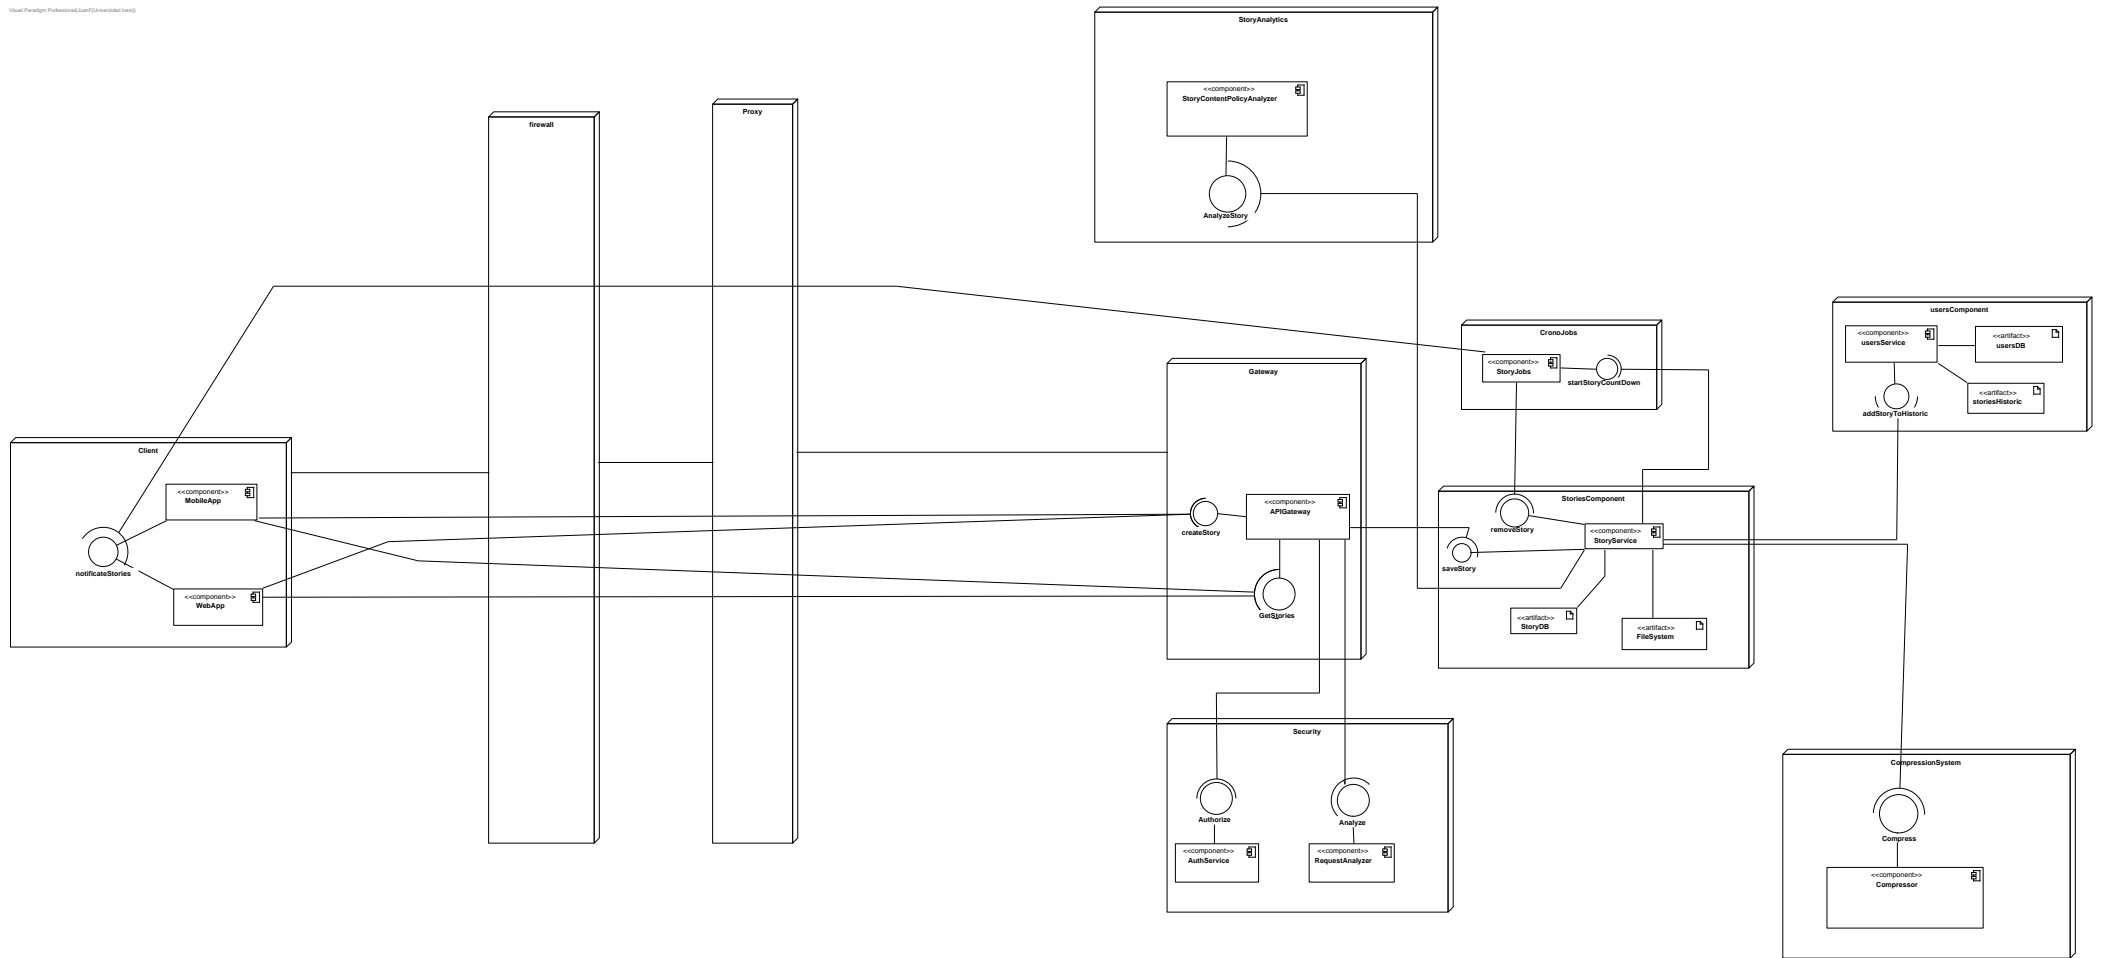 Visual Paradigm Professional(JuanF(Universidad Icesi))
StoryAnalytics
<<component>>
StoryContentPolicyAnalyzer
AnalyzeStory
firewall
Proxy
CronoJobs
<<component>>
StoryJobs
startStoryCountDown
usersComponent
<<component>>
usersService
<<artifact>>
usersDB
<<artifact>>
storiesHistoric
addStoryToHistoric
Client
<<component>>
MobileApp
notificateStories
<<component>>
WebApp
Gateway
<<component>>
APIGateway
createStory
GetStories
StoriesComponent
removeStory
<<component>>
StoryService
saveStory
<<artifact>>
StoryDB
<<artifact>>
FileSystem
Security
Authorize
<<component>>
AuthService
Analyze
<<component>>
RequestAnalyzer
CompressionSystem
Compress
<<component>>
Compressor